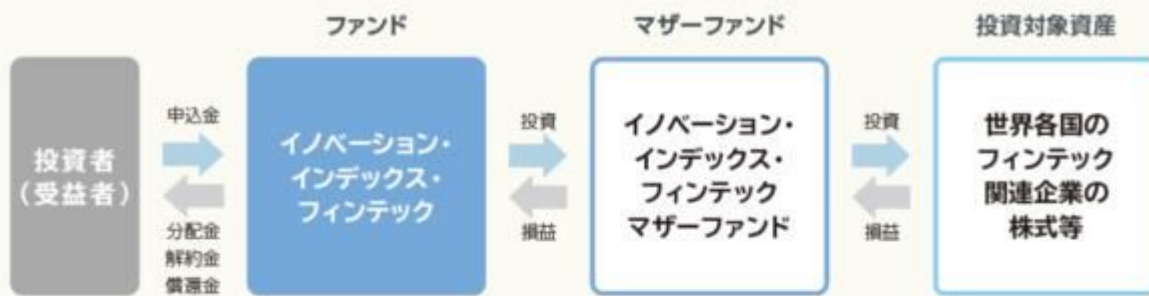 ファンド
マザーファンド
投資対象資産
投資者
(受益者)
申込金
分配金
解約金
償還金
イノベーション・
インデックス・
フィンテック
投資
損益
イノベーション・
インデックス・
フィンテック
マザーファンド
投資
損益
世界各国の
フィンテック
関連企業の
株式等